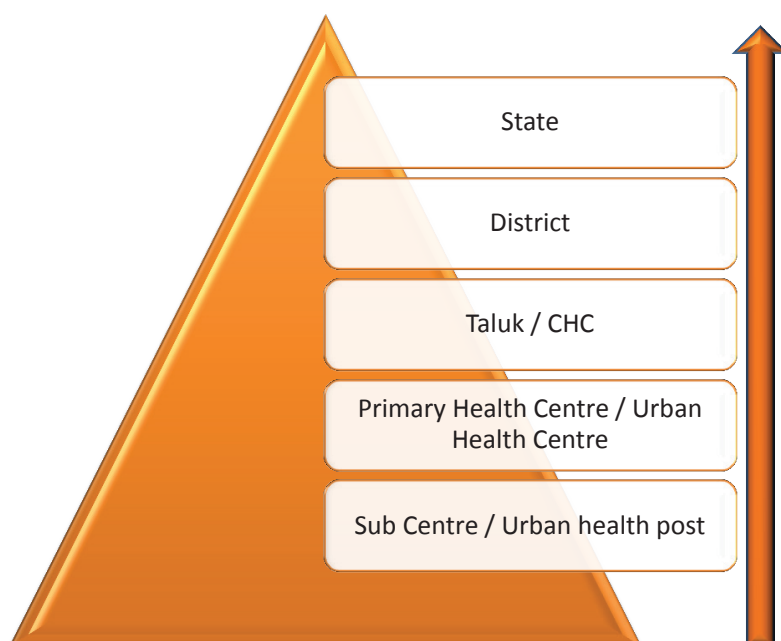 State
District
Taluk / CHC
Primary Health Centre / Urban
Health Centre
Sub Centre / Urban health post